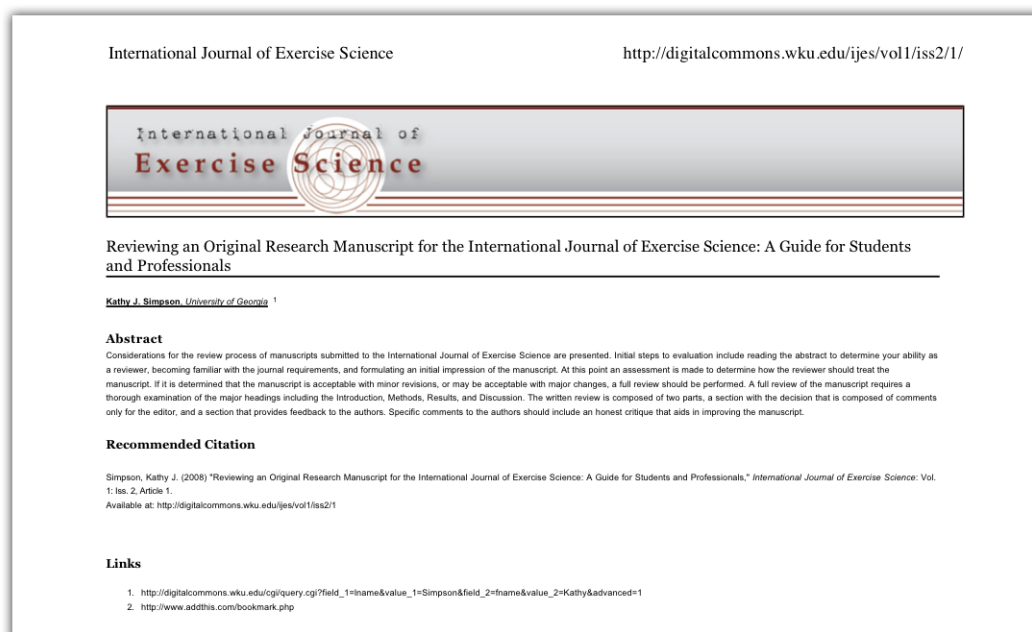 International Journal of Exercise Science
http://digitalcommons.wku.edu/ijes/vol1/iss2/1/
International Journal of
Exercise Science
Reviewing an Original Research Manuscript for the International Journal of Exercise Science: A Guide for Students
and Professionals
Kathy J. Simpson, University of Georgia 1
Abstract
Considerations for the review process of manuscripts submitted to the International Journal of Exercise Science are presented. Initial steps to evaluation include reading the abstract to determine your ability as
a reviewer, becoming familiar with the journal requirements, and formulating an initial impression of the manuscript. At this point an assessment is made to determine how the reviewer should treat the
manuscript. If it is determined that the manuscript is acceptable with minor revisions, or may be acceptable with major changes, a full review should be performed. A full review of the manuscript requires a
thorough examination of the major headings including the Introduction, Methods, Results, and Discussion. The written review is composed of two parts, a section with the decision that is composed of comments
only for the editor, and a section that provides feedback to the authors. Specific comments to the authors should include an honest critique that aids in improving the manuscript.
Recommended Citation
Simpson, Kathy J. (2008) "Reviewing an Original Research Manuscript for the International Journal of Exercise Science: A Guide for Students and Professionals," International Journal of Exercise Science: Vol.
1: Iss. 2, Article 1.
Available at: http://digitalcommons.wku.edu/ijes/vol1/iss2/1
Links
1. http://digitalcommons.wku.edu/cgi/query.cgi?field_1=lname&value_1=Simpson&field_2=fname&value_2=Kathy&advanced=1
2. http://www.addthis.com/bookmark.php